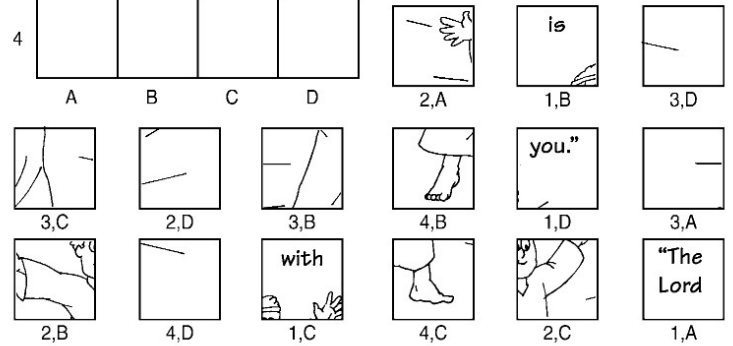 4
A B C D
is
2,A 1,B 3,D
you.”
3,C 2,D 3,B 4,B 1,D 3,A
with “The
Lord
2,B 4,D 1,C 4,C 2,C 1,A